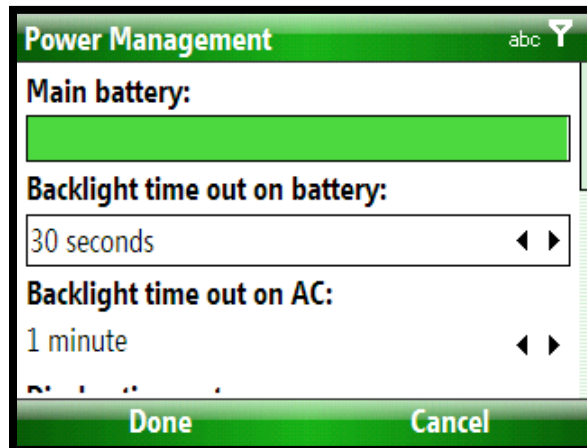 Power Management abc
Main battery:
Backlight time out on battery:
30 seconds
Backlight time out on AC:
1 minute
Done Cancel